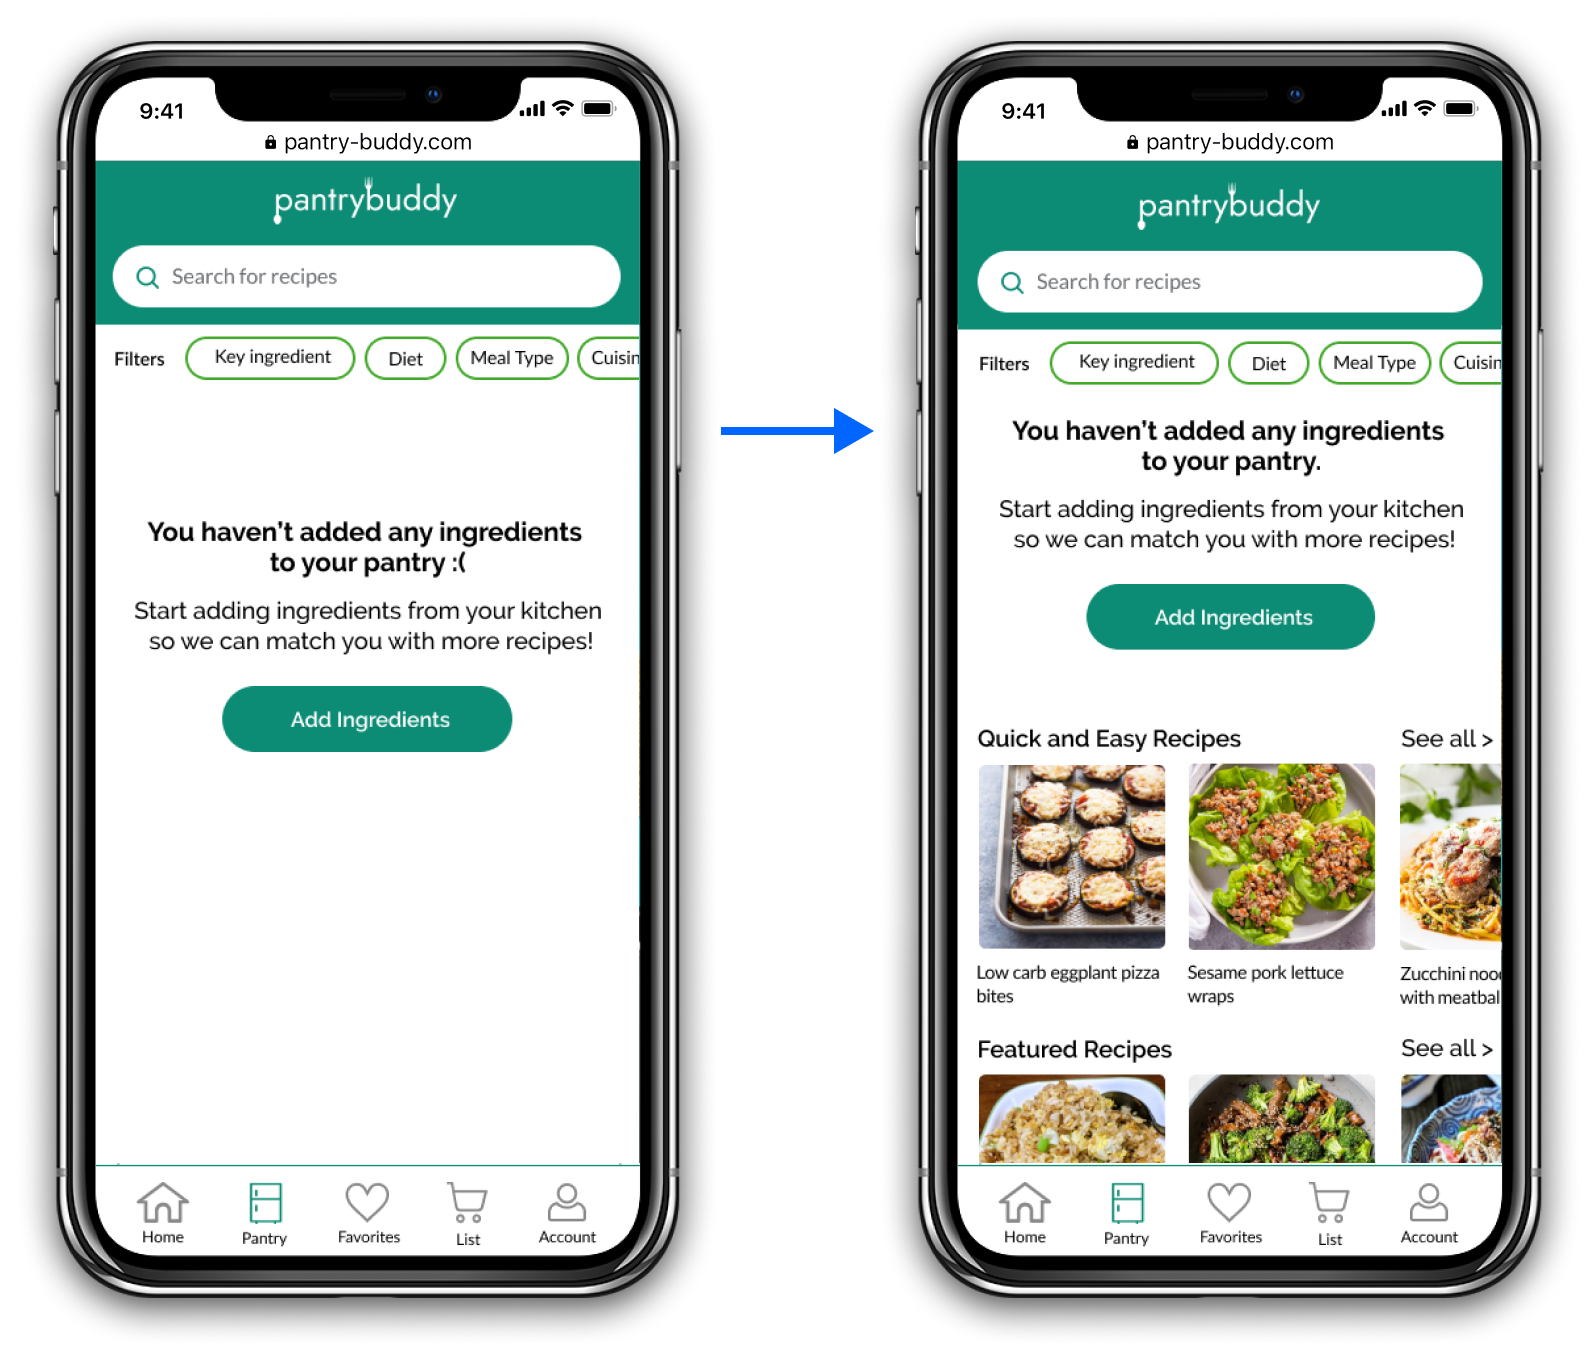 9:41
pantry-buddy.com
pantrybuddy
Search for recipes
Filters Key ingredient Diet Meal Type Cuisin
You haven't added any ingredients
to your pantry :(
Start adding ingredients from your kitchen
so we can match you with more recipes!
Add Ingredients
Home Pantry Favorites List Account
9:41
pantry-buddy.com
pantrybuddy
Search for recipes
Filters Key ingredient Diet Meal Type Cuisin
You haven't added any ingredients
to your pantry.
Start adding ingredients from your kitchen
so we can match you with more recipes!
Add Ingredients
Quick and Easy Recipes See all >
Low carb eggplant pizza
bites
Sesame pork lettuce
wraps
Zucchini noo
with meatbal
Featured Recipes See all >
Home Pantry Favorites List Account